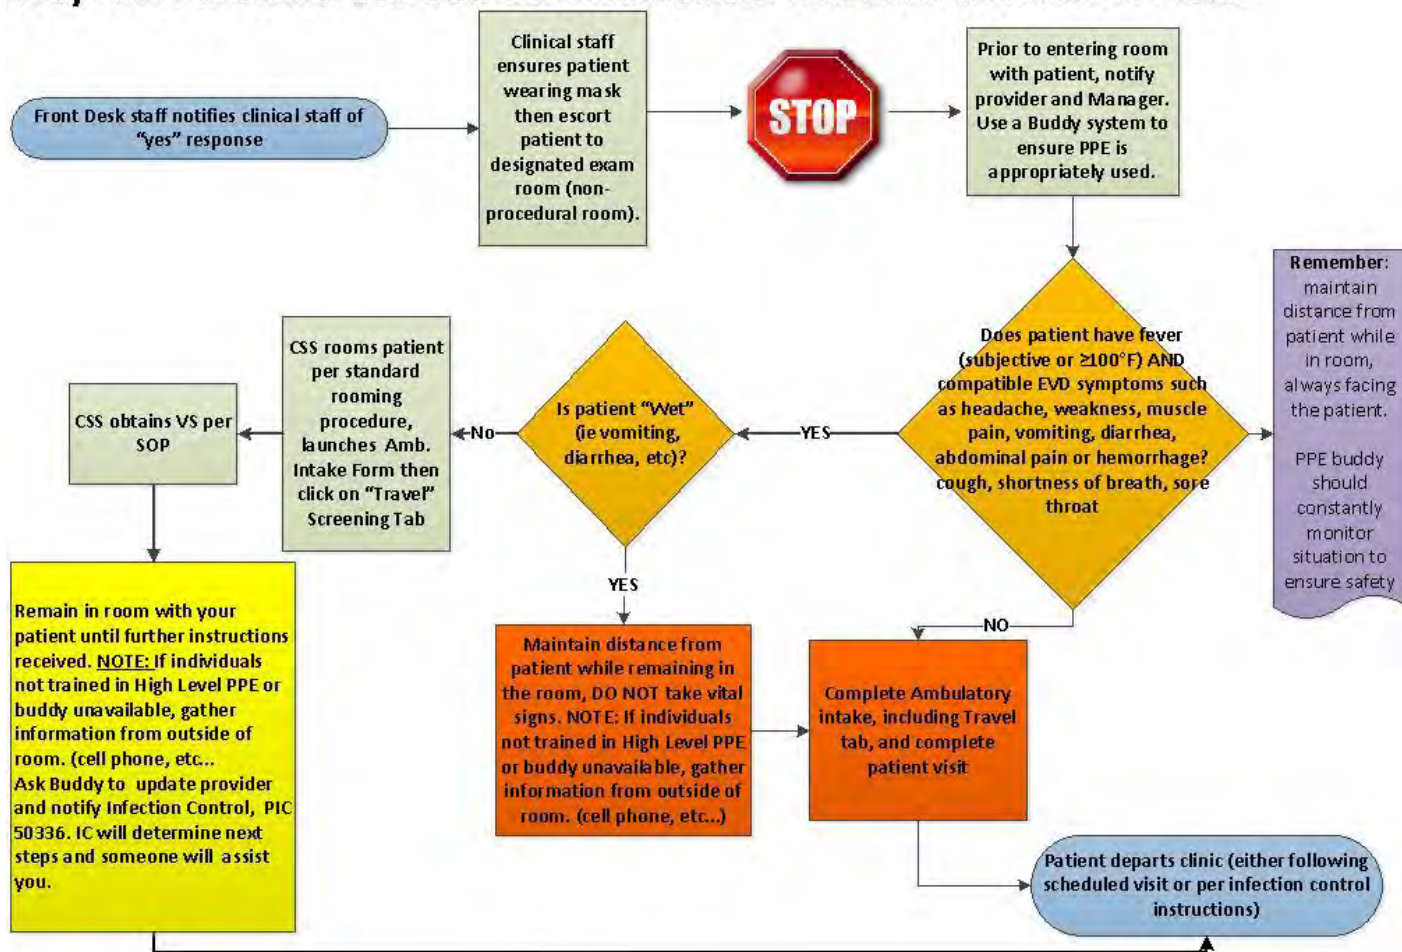 Front Desk staff notifies clinical staff of
"yes" response
Clinical staff
ensures patient
wearing mask
then escort
patient to
designated exam
room (non-
procedural room).
STOP
Prior to entering room
with patient, notify
provider and Manager.
Use a Buddy system to
ensure PPE is
appropriately used.
Does patient have fever
(subjective or ≥100°F) AND
compatible EVD symptoms such
as headache, weakness, muscle
pain, vomiting, diarrhea,
abdominal pain or hemorrhage?
cough, shortness of breath, sore
throat
Remember:
maintain
distance from
patient while
in room,
always facing
the patient.
PPE buddy
should
constantly
monitor
situation to
ensure safety
YES
NO
Is patient "Wet"
(ie vomiting,
diarrhea, etc)?
No
YES
CSS rooms patient
per standard
rooming
procedure,
launches Amb.
Intake Form then
click on "Travel"
Screening Tab
CSS obtains VS per
SOP
Remain in room with your
patient until further instructions
received. NOTE: If individuals
not trained in High Level PPE or
buddy unavailable, gather
information from outside of
room. (cell phone, etc...
Ask Buddy to update provider
and notify Infection Control, PIC
50336. IC will determine next
steps and someone will assist
you.
Maintain distance from
patient while remaining in
the room, DO NOT take vital
signs. NOTE: If individuals
not trained in High Level PPE
or buddy unavailable, gather
information from outside of
room. (cell phone, etc...)
Complete Ambulatory
intake, including Travel
tab, and complete
patient visit
Patient departs clinic (either following
scheduled visit or per infection control
instructions)